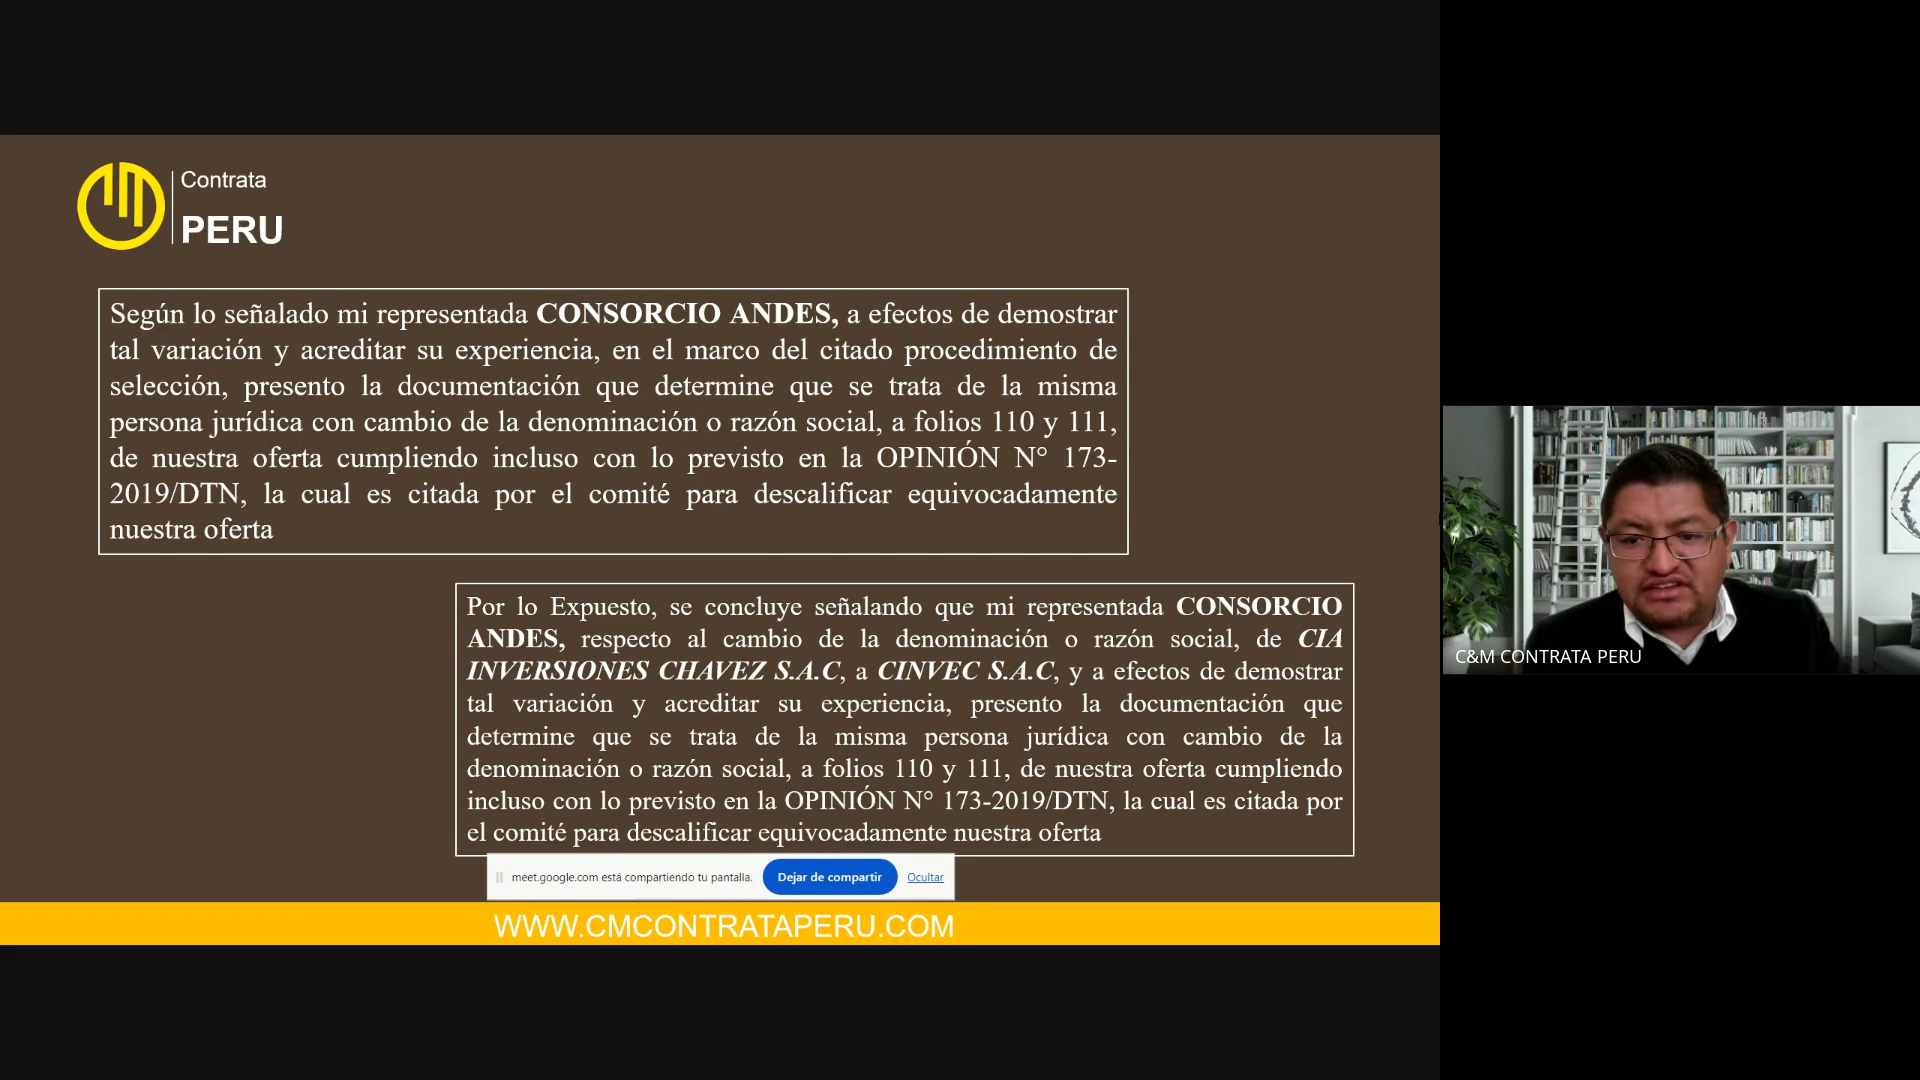 Contrata
PERU
Según lo señalado mi representada CONSORCIO ANDES, a efectos de demostrar
tal variación y acreditar su experiencia, en el marco del citado procedimiento de
selección, presento la documentación que determine que se trata de la misma
persona jurídica con cambio de la denominación o razón social, a folios 110 y 111,
de nuestra oferta cumpliendo incluso con lo previsto en la OPINIÓN N° 173-
2019/DTN, la cual es citada por el comité para descalificar equivocadamente
nuestra oferta
Por lo Expuesto, se concluye señalando que mi representada CONSORCIO
ANDES, respecto al cambio de la denominación o razón social, de CIA
INVERSIONES CHAVEZ S.A.C, a CINVEC S.A.C, y a efectos de demostrar
tal variación y acreditar su experiencia, presento la documentación que
determine que se trata de la misma persona jurídica con cambio de la
denominación o razón social, a folios 110 y 111, de nuestra oferta cumpliendo
incluso con lo previsto en la OPINIÓN N° 173-2019/DTN, la cual es citada por
el comité para descalificar equivocadamente nuestra oferta
meet.google.com está compartiendo tu pantalla.
Dejar de compartir
Ocultar
WWW.CMCONTRATAPERU.COM
C&M CONTRATA PERU